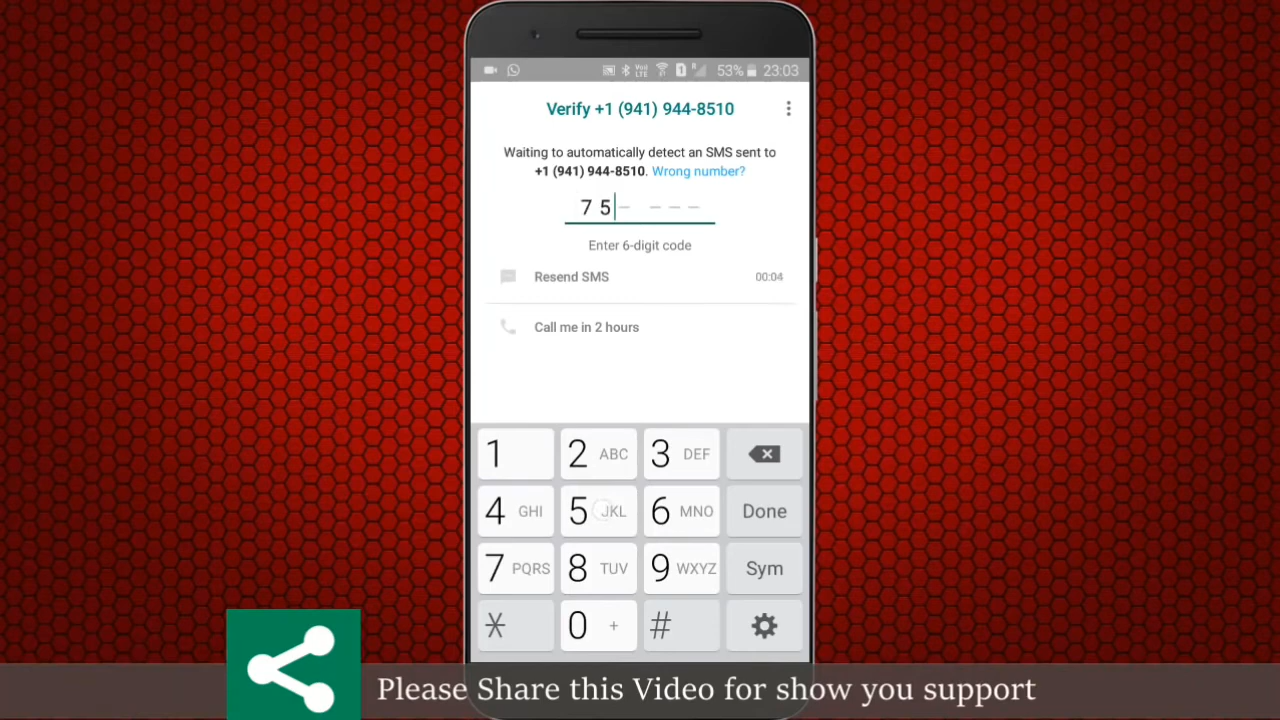 53% 23:03
Verify +1 (941) 944-8510
Waiting to automatically detect an SMS sent to
+1 (941) 944-8510. Wrong number?
7 5 – – – –
Enter 6-digit code
Resend SMS 00:04
Call me in 2 hours
1 2 ABC 3 DEF
4 GHI 5 JKL 6 MNO Done
7 PQRS 8 TUV 9 WXYZ Sym
* 0 + #
Please Share this Video for show you support